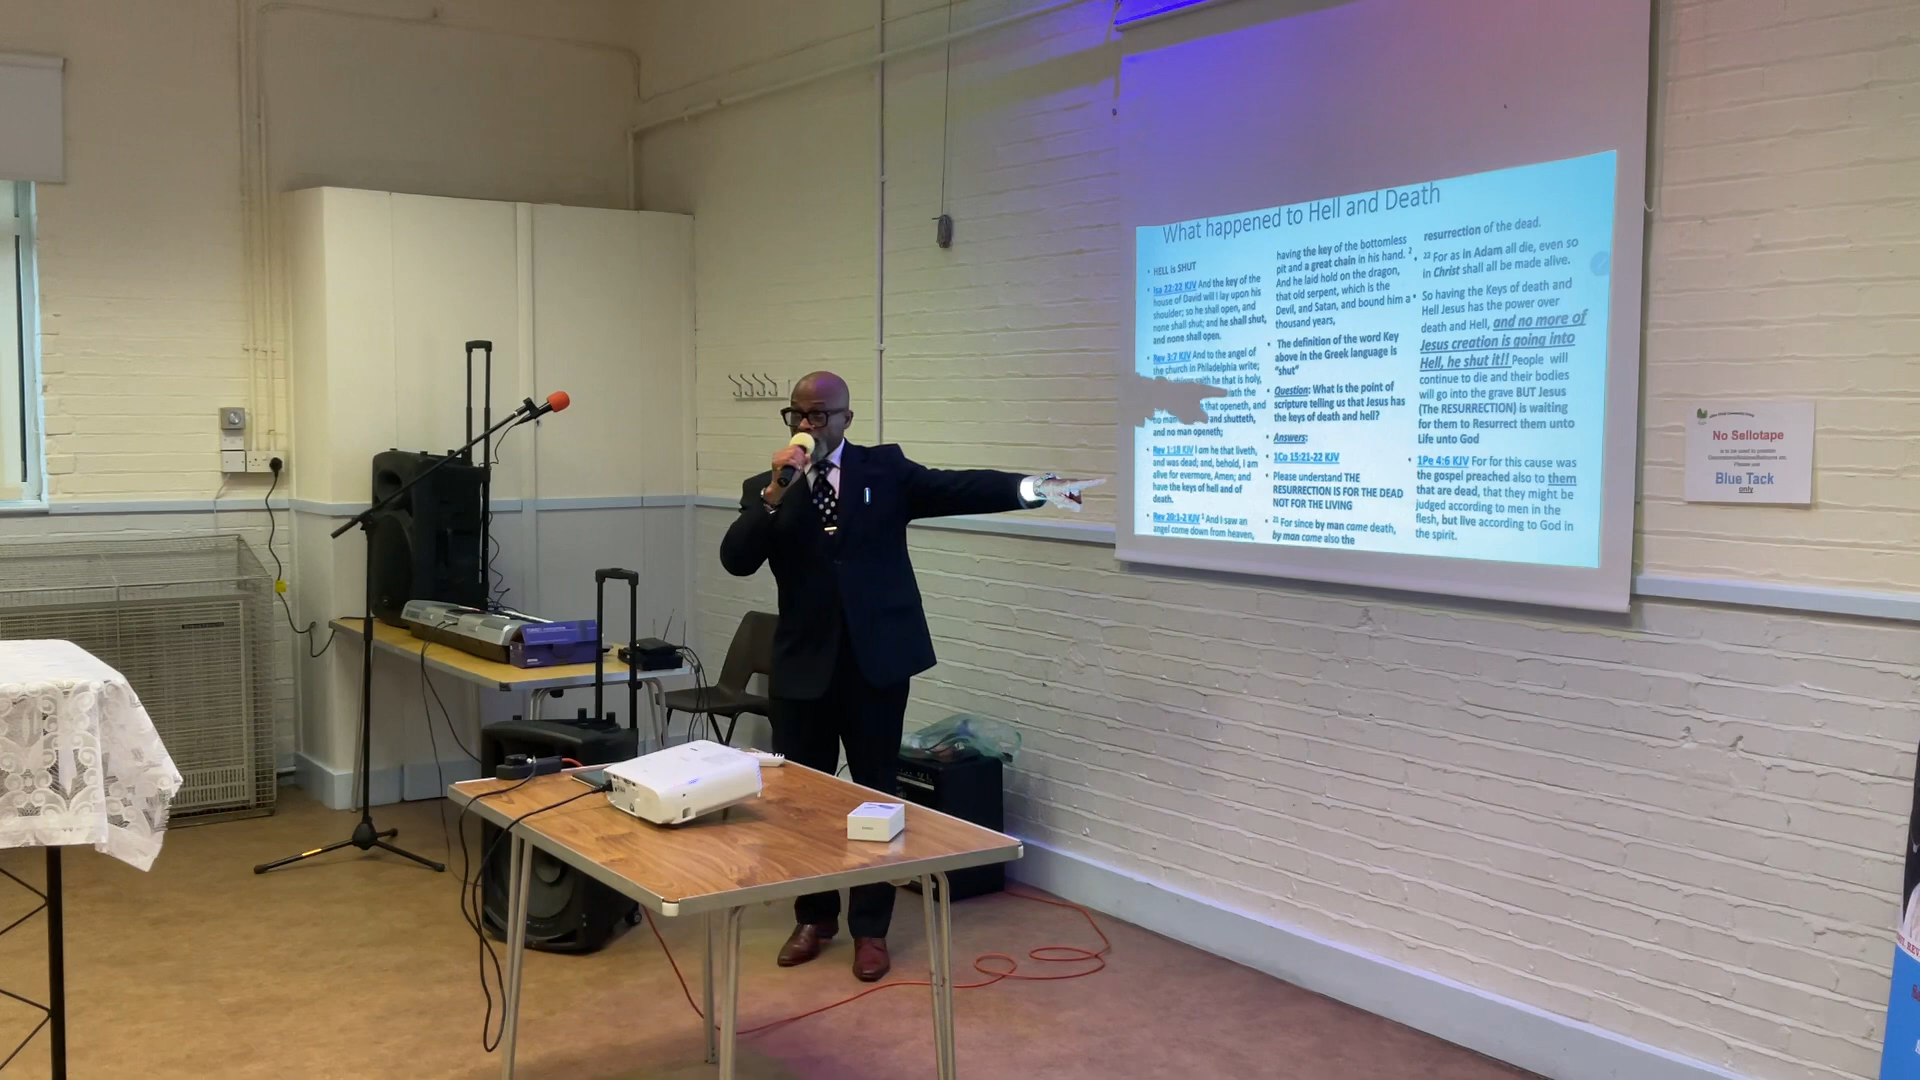 What happened to Hell and Death
• HELL is SHUT
• Isa 22:22 KJV And the key of the
house of David will I lay upon his
shoulder; so he shall open, and
none shall shut; and he shall shut,
and none shall open.
• Rev 3:7 KJV And to the angel of
the church in Philadelphia write;
he that is holy,
that openeth, and
no man and shutteth,
and no man openeth;
• Rev 1:18 KJV I am he that liveth,
and was dead; and, behold, I am
alive for evermore, Amen; and
have the keys of hell and of
death.
• Rev 20:1-2 KJV 1 And I saw an
angel come down from heaven,
having the key of the bottomless
pit and a great chain in his hand. 2
And he laid hold on the dragon,
that old serpent, which is the
Devil, and Satan, and bound him a
thousand years,
• The definition of the word Key
above in the Greek language is
"shut"
• Question: What is the point of
scripture telling us that Jesus has
the keys of death and hell?
• Answers:
• 1Co 15:21-22 KJV
• Please understand THE
RESURRECTION IS FOR THE DEAD
NOT FOR THE LIVING
• 21 For since by man came death,
by man came also the
resurrection of the dead.
• 22 For as in Adam all die, even so
in Christ shall all be made alive.
• So having the Keys of death and
Hell Jesus has the power over
death and Hell, and no more of
Jesus creation is going into
Hell, he shut it!! People will
continue to die and their bodies
will go into the grave BUT Jesus
(The RESURRECTION) is waiting
for them to Resurrect them unto
Life unto God
• 1Pe 4:6 KJV For for this cause was
the gospel preached also to them
that are dead, that they might be
judged according to men in the
flesh, but live according to God in
the spirit.
No Sellotape
Please use
Blue Tack
only